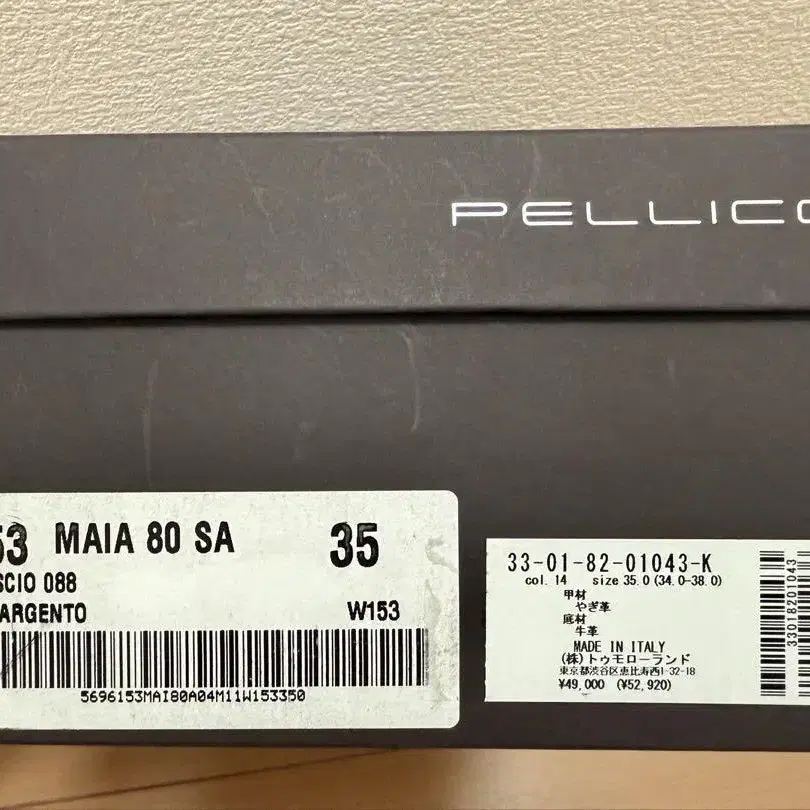 PELLICO
53 MAIA 80 SA 35
SCIO 088
ARGENTO W153
5696153MAI80A04M11W153350
33-01-82-01043-K
col. 14 size 35.0 (34.0-38.0)
甲材
やぎ革
底材
牛革
MADE IN ITALY
(株)トゥモローランド
東京都渋谷区恵比寿西1-32-18
¥49,000 (¥52,920)
33018201043